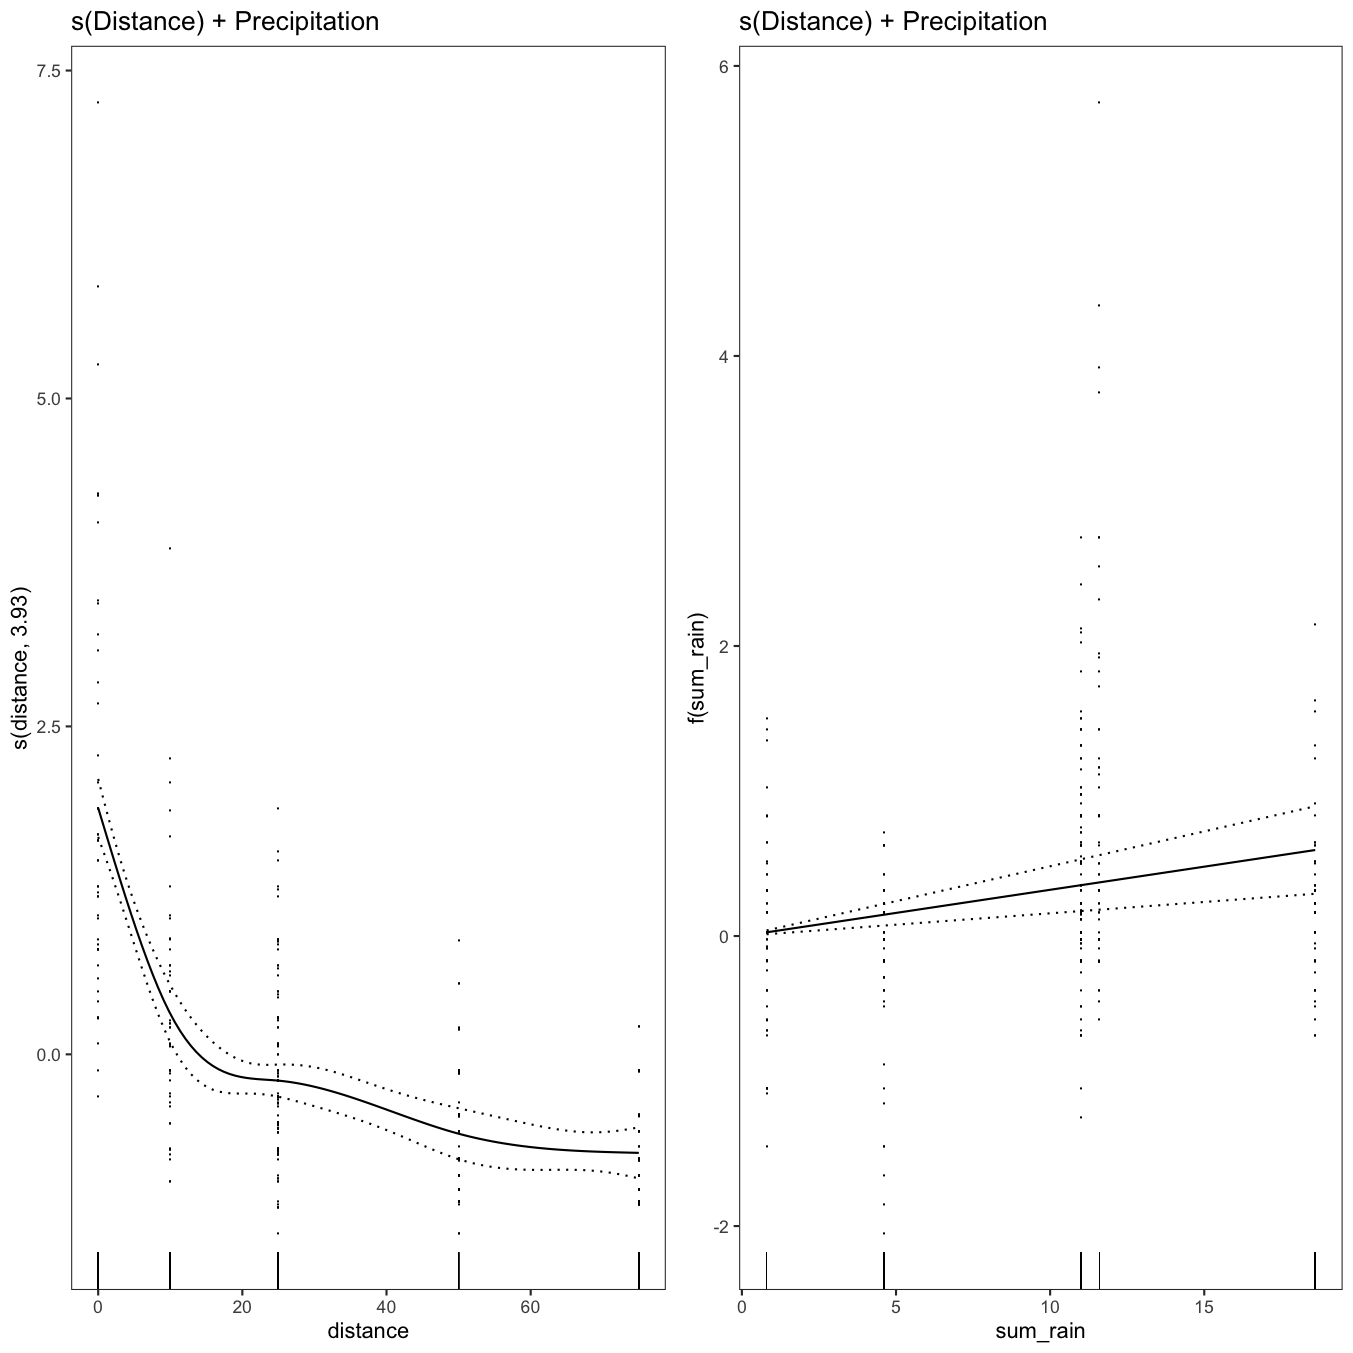 s(Distance) + Precipitation
7.5
5.0
2.5
0.0
s(distance, 3.93)
0
20
40
60
distance
s(Distance) + Precipitation
6
4
2
0
-2
f(sum_rain)
0
5
10
15
sum_rain